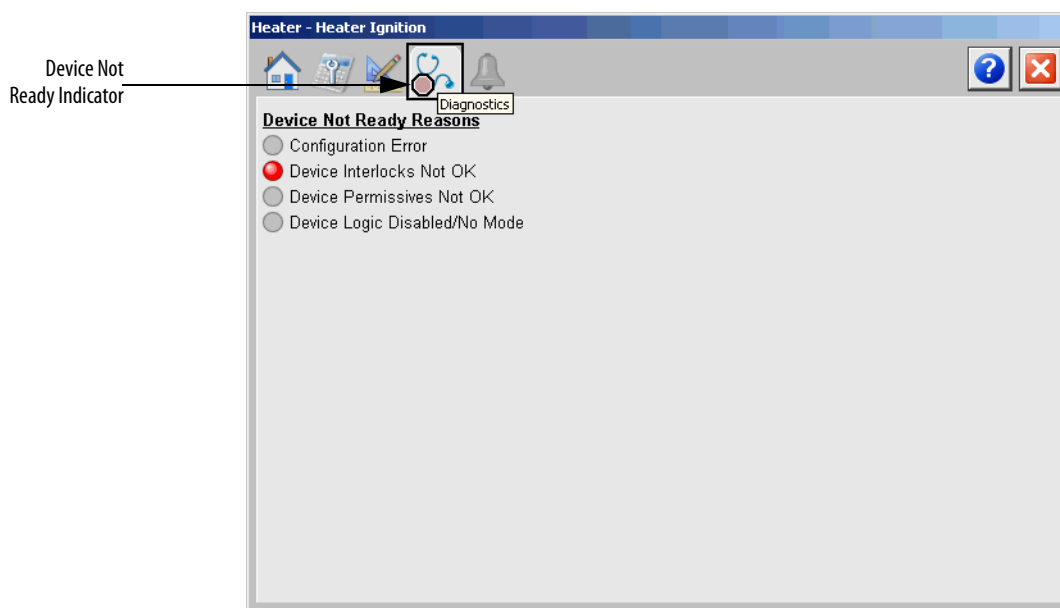 Heater - Heater Ignition
Device Not
Ready Indicator
?
Diagnostics
Device Not Ready Reasons
Configuration Error
Device Interlocks Not OK
Device Permissives Not OK
Device Logic Disabled/No Mode